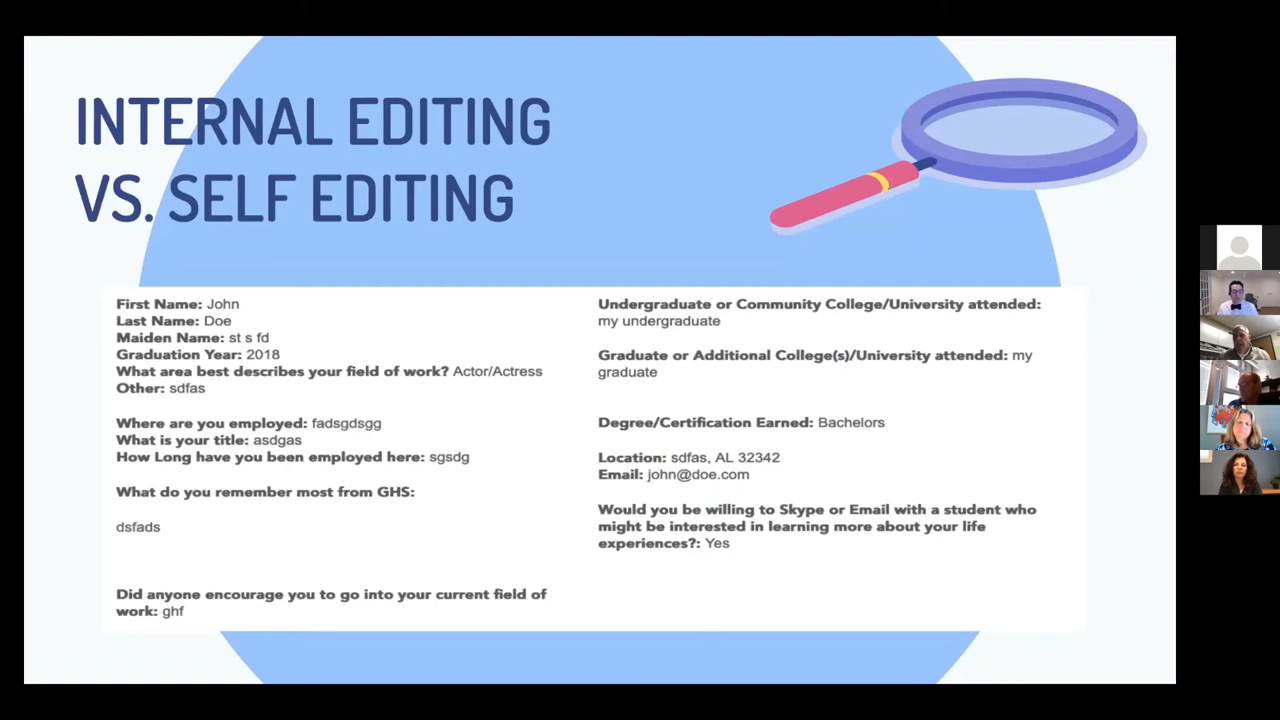 INTERNAL EDITING
VS. SELF EDITING
First Name: John
Last Name: Doe
Maiden Name: st s fd
Graduation Year: 2018
What area best describes your field of work? Actor/Actress
Other: sdfas
Where are you employed: fadsgdsgg
What is your title: asdgas
How Long have you been employed here: sgsdg
What do you remember most from GHS:
dsfads
Did anyone encourage you to go into your current field of
work: ghf
Undergraduate or Community College/University attended:
my undergraduate
Graduate or Additional College(s)/University attended: my
graduate
Degree/Certification Earned: Bachelors
Location: sdfas, AL 32342
Email: john@doe.com
Would you be willing to Skype or Email with a student who
might be interested in learning more about your life
experiences?: Yes